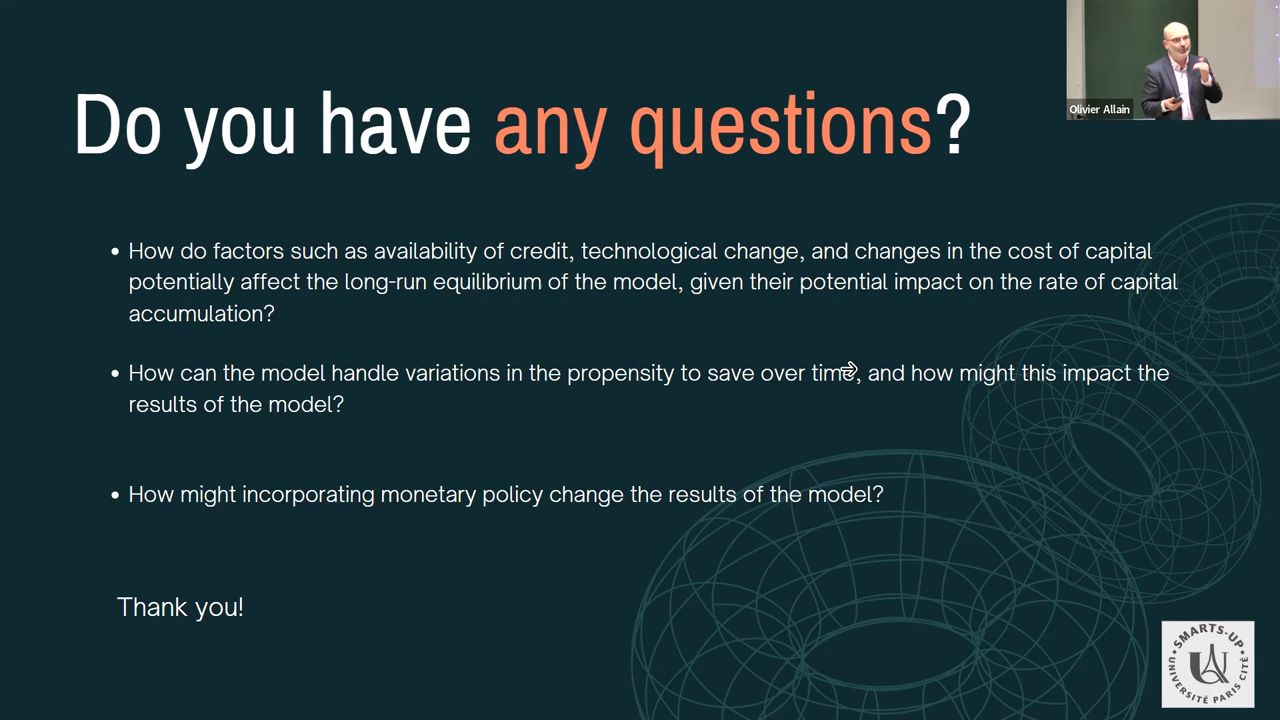 Olivier Allain
Do you have any questions?
• How do factors such as availability of credit, technological change, and changes in the cost of capital
potentially affect the long-run equilibrium of the model, given their potential impact on the rate of capital
accumulation?
• How can the model handle variations in the propensity to save over time, and how might this impact the
results of the model?
• How might incorporating monetary policy change the results of the model?
Thank you!
• SMARTS-UP •
UNIVERSITÉ PARIS CITÉ